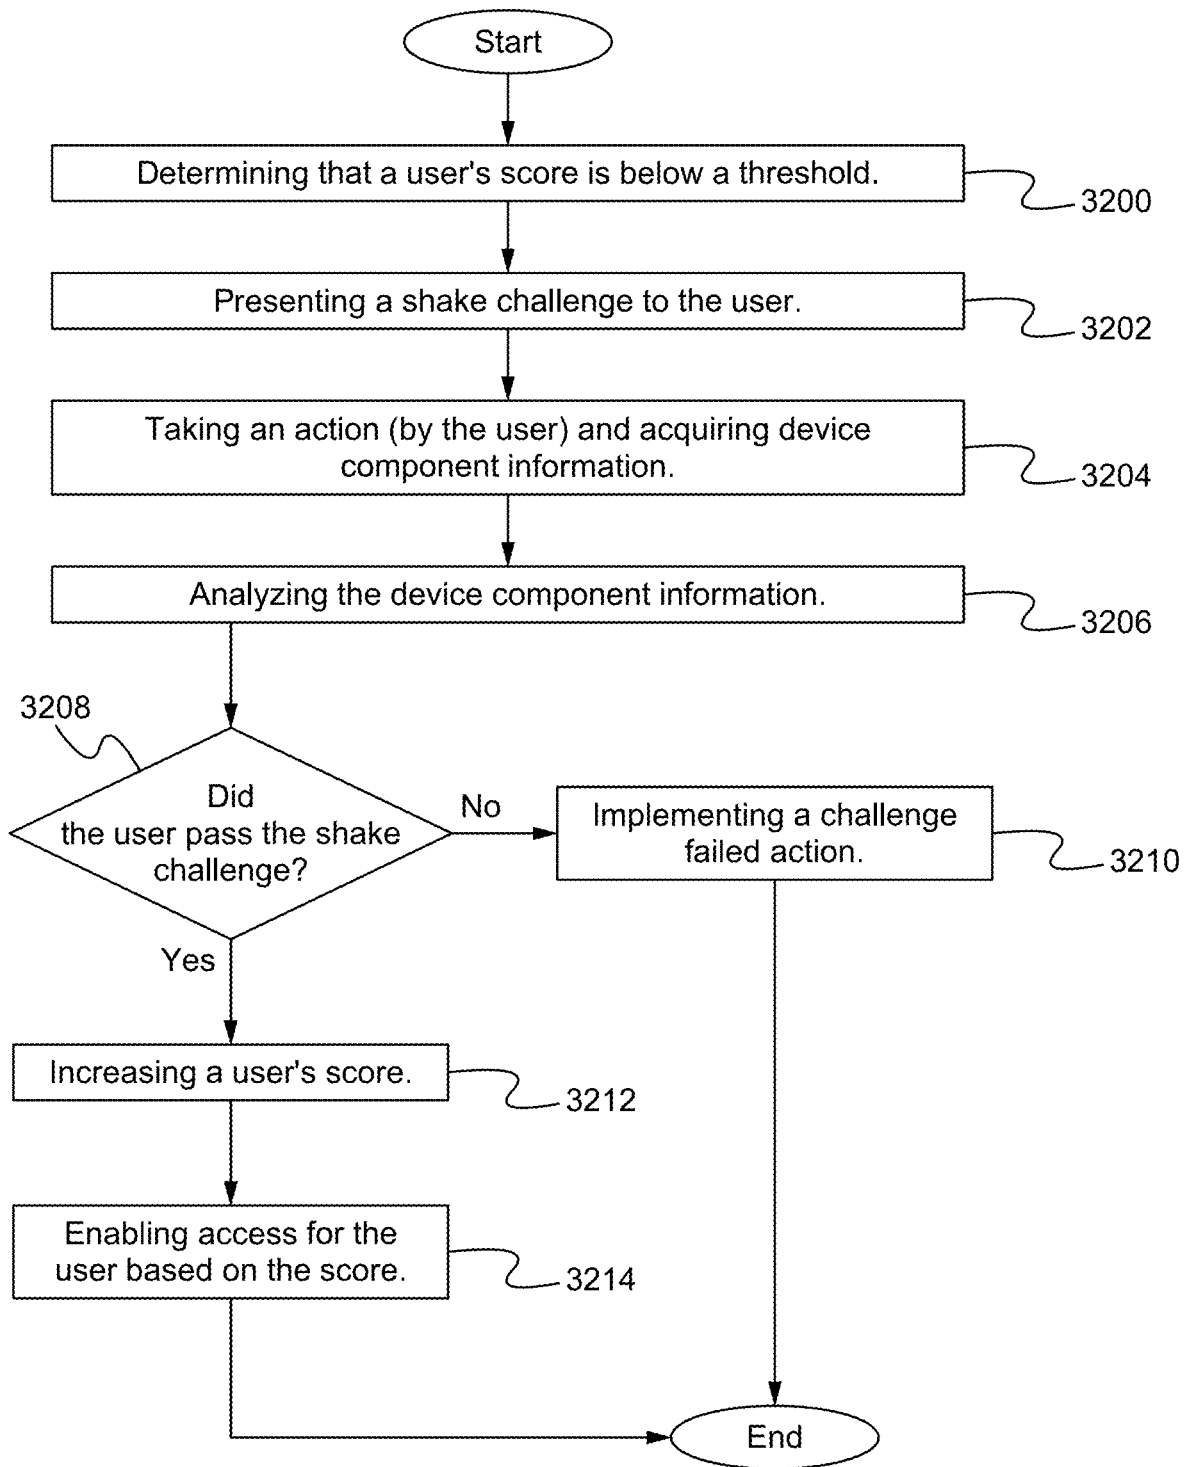 Start
Determining that a user's score is below a threshold.
3200
Presenting a shake challenge to the user.
3202
Taking an action (by the user) and acquiring device
component information.
3204
Analyzing the device component information.
3206
3208
Did
the user pass the shake
challenge?
No
Implementing a challenge
failed action.
3210
Yes
Increasing a user's score.
3212
Enabling access for the
user based on the score.
3214
End